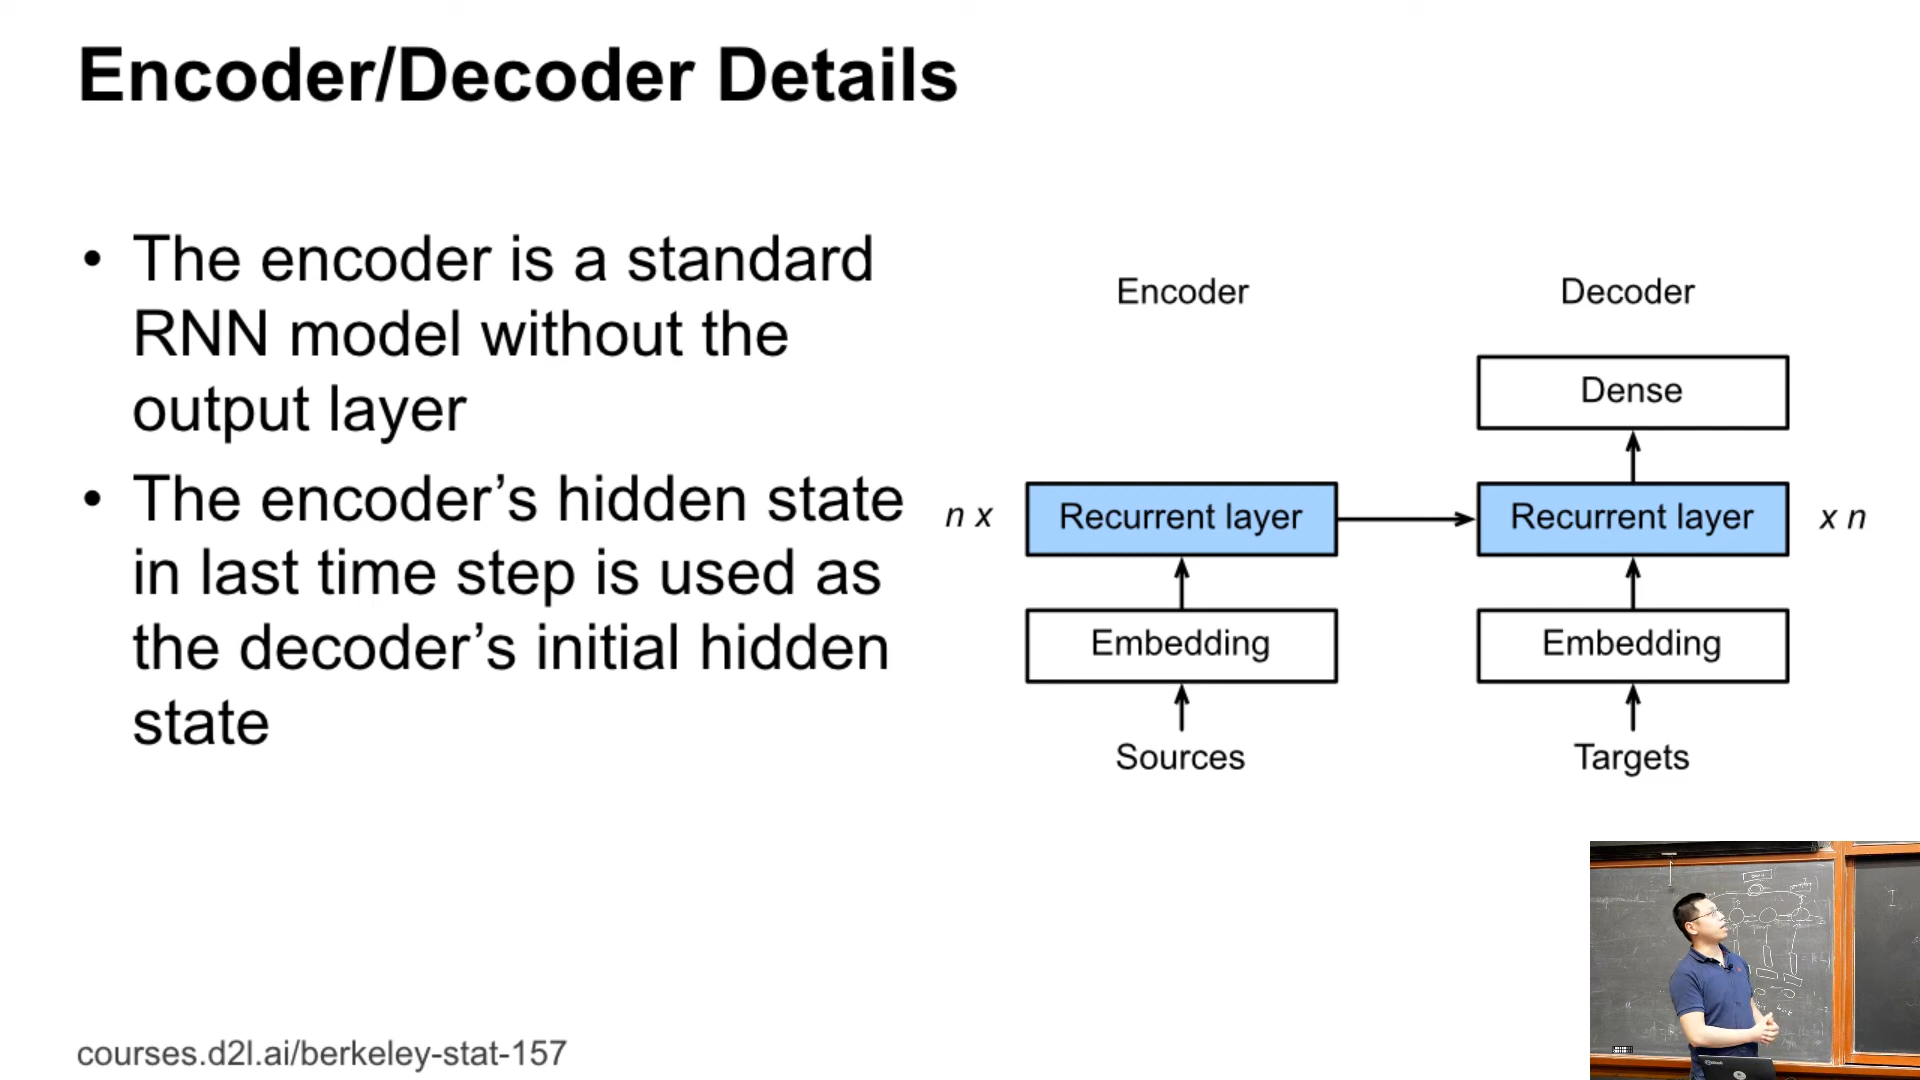 Encoder/Decoder Details
• The encoder is a standard
RNN model without the
output layer
• The encoder’s hidden state
in last time step is used as
the decoder’s initial hidden
state
Encoder
Decoder
Dense
n x
Recurrent layer
Recurrent layer
x n
Embedding
Embedding
Sources
Targets
courses.d2l.ai/berkeley-stat-157